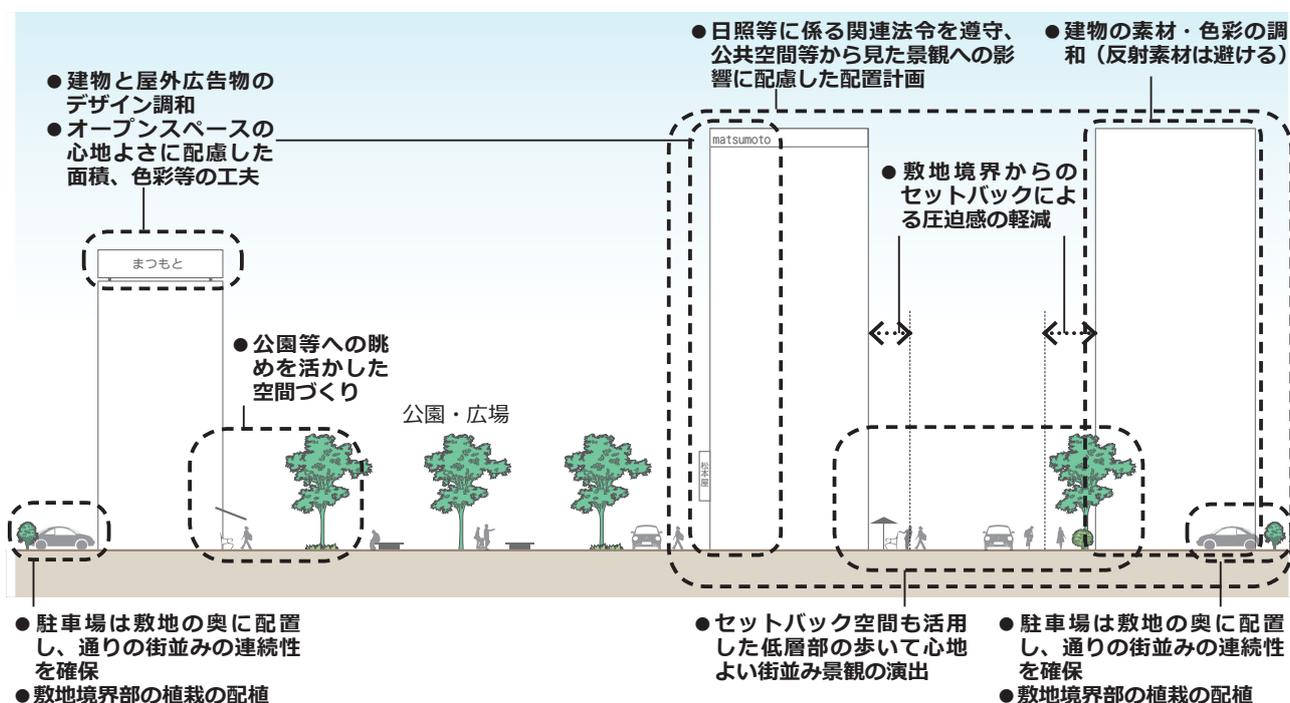 ● 建物と屋外広告物の
デザイン調和
● オープンスペースの
心地よさに配慮した
面積、色彩等の工夫
● 日照等に係る関連法令を遵守、
公共空間等から見た景観への影
響に配慮した配置計画
● 建物の素材・色彩の調
和（反射素材は避ける）
matsumoto
● 敷地境界からの
セットバックによ
る圧迫感の軽減
まつもと
● 公園等への眺
めを活かした
空間づくり
公園・広場
松本屋
● 駐車場は敷地の奥に配置
し、通りの街並みの連続性
を確保
● 敷地境界部の植栽の配植
● セットバック空間も活用
した低層部の歩いて心地
よい街並み景観の演出
● 駐車場は敷地の奥に配置
し、通りの街並みの連続性
を確保
● 敷地境界部の植栽の配植